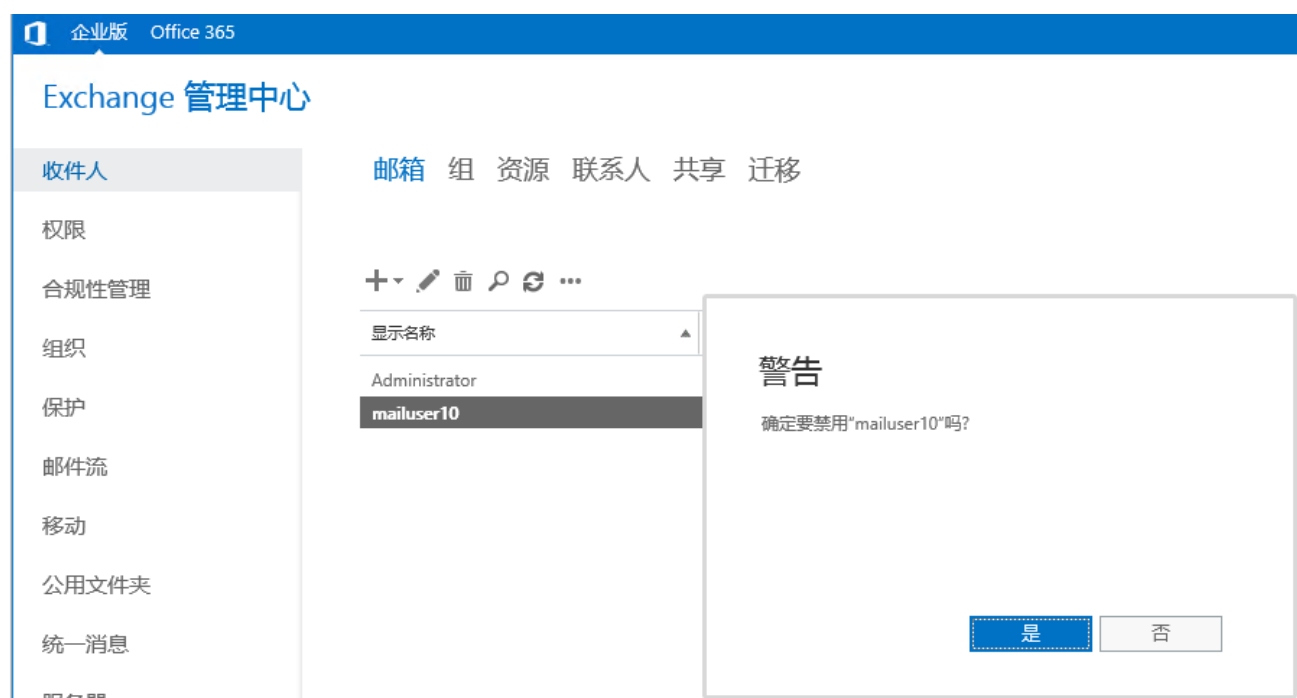 企业版 Office 365
Exchange 管理中心
收件人
权限
合规性管理
组织
保护
邮件流
移动
公用文件夹
统一消息
邮箱 组 资源 联系人 共享 迁移
显示名称
Administrator
mailuser10
警告
确定要禁用"mailuser10"吗?
是 否